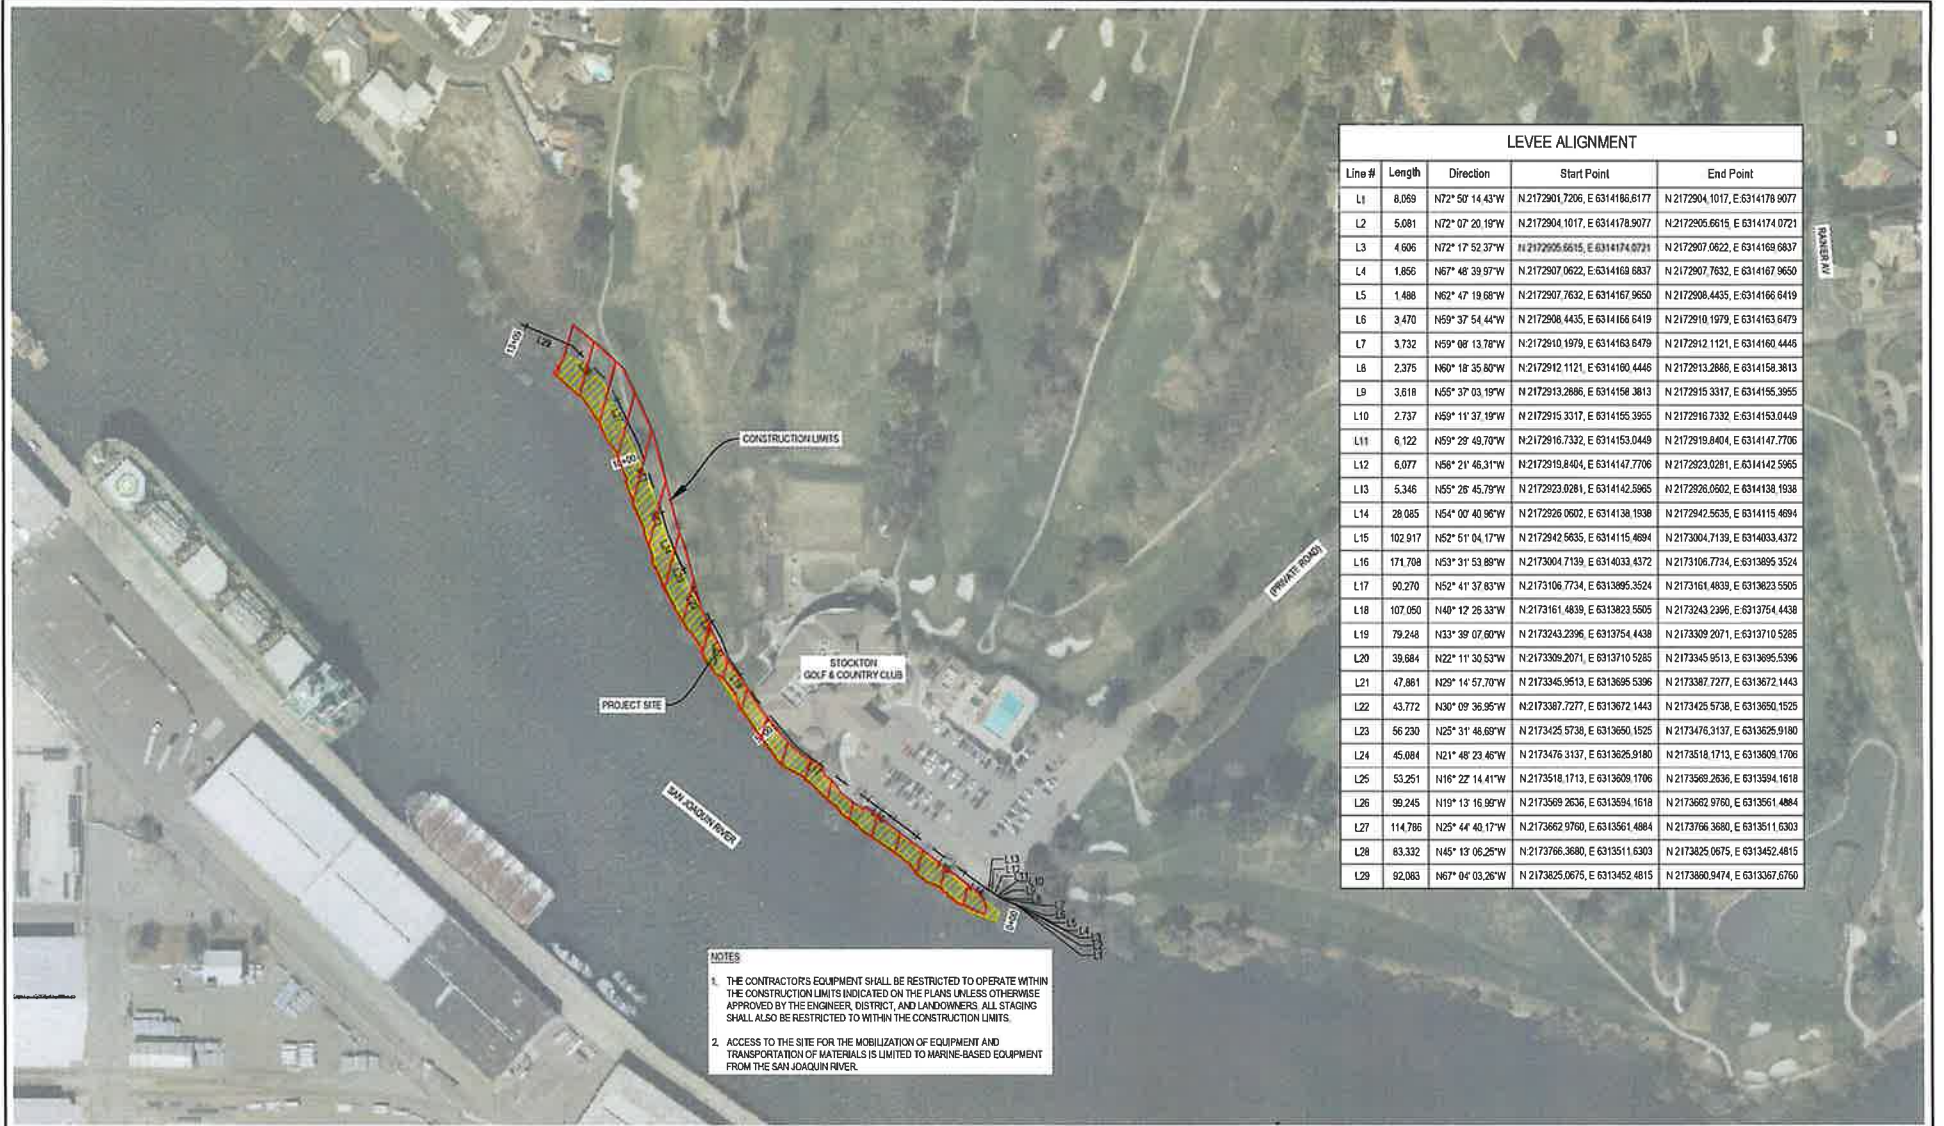 LEVEE ALIGNMENT
Line # Length Direction Start Point End Point
L1 8.069 N72° 50' 14.43"W N:2172901.7206, E 6314186.6177 N 2172904.1017, E:6314178.9077
L2 5.081 N72° 07' 20.19"W N:2172904.1017, E:6314178.9077 N:2172905.6615, E:6314174.0721
L3 4.606 N72° 17' 52.37"W N:2172905.6615, E:6314174.0721 N 2172907.0622, E:6314169.6837
L4 1.856 N67° 48' 39.97"W N:2172907.0622, E:6314169.6837 N 2172907.7632, E:6314167.9650
L5 1.488 N62° 47' 19.68"W N:2172907.7632, E 6314167.9650 N 2172908.4435, E:6314166.6419
L6 3.470 N59° 37' 54.44"W N 2172908.4435, E 6314166.6419 N 2172910.1979, E:6314163.6479
L7 3.732 N59° 08' 13.78"W N:2172910.1979, E 6314163.6479 N 2172912.1121, E 6314160.4446
L8 2.375 N60° 18' 35.80"W N:2172912.1121, E 6314160.4446 N:2172913.2886, E 6314158.3813
L9 3.618 N55° 37' 03.19"W N:2172913.2886, E 6314158.3813 N 2172915.3317, E 6314155.3955
L10 2.737 N59° 11' 37.19"W N 2172915.3317, E 6314155.3955 N 2172916.7332, E 6314153.0449
L11 6.122 N59° 29' 49.70"W N:2172916.7332, E 6314153.0449 N 2172919.8404, E 6314147.7706
L12 6.077 N56° 21' 46.31"W N:2172919.8404, E:6314147.7706 N 2172923.0281, E 6314142.5965
L13 5.346 N55° 26' 45.79"W N 2172923.0281, E 6314142.5965 N 2172926.0602, E 6314138.1938
L14 28.085 N54° 00' 40.96"W N 2172926.0602, E 6314138.1938 N 2172942.5635, E 6314115.4694
L15 102.917 N52° 51' 04.17"W N 2172942.5635, E 6314115.4694 N 2173004.7139, E 6314033.4372
L16 171.708 N53° 31' 53.89"W N:2173004.7139, E 6314033.4372 N 2173106.7734, E 6313895.3524
L17 90.270 N52° 41' 37.83"W N:2173106.7734, E 6313895.3524 N 2173161.4839, E:6313823.5505
L18 107.050 N40° 12' 26.33"W N:2173161.4839, E 6313823.5505 N 2173243.2396, E:6313754.4438
L19 79.248 N33° 39' 07.60"W N 2173243.2396, E 6313754.4438 N 2173309.2071, E:6313710.5285
L20 39.684 N22° 11' 30.53"W N:2173309.2071, E 6313710.5285 N 2173345.9513, E 6313695.5396
L21 47.881 N29° 14' 57.70"W N:2173345.9513, E:6313695.5396 N 2173387.7277, E 6313672.1443
L22 43.772 N30° 09' 36.95"W N:2173387.7277, E 6313672.1443 N 2173425.5738, E 6313650.1525
L23 56.230 N25° 31' 48.69"W N 2173425.5738, E 6313650.1525 N 2173476.3137, E 6313625.9180
L24 45.084 N21° 48' 23.46"W N 2173476.3137, E 6313625.9180 N 2173518.1713, E:6313609.1706
L25 53.251 N16° 22' 14.41"W N:2173518.1713, E 6313609.1706 N 2173569.2636, E 6313594.1618
L26 99.245 N19° 13' 16.99"W N 2173569.2636, E 6313594.1618 N 2173662.9760, E 6313561.4884
L27 114.786 N25° 44' 40.17"W N:2173662.9760, E 6313561.4884 N 2173766.3680, E 6313511.6303
L28 83.332 N45° 13' 06.25"W N:2173766.3680, E 6313511.6303 N 2173825.0675, E 6313452.4815
L29 92.083 N67° 04' 03.26"W N:2173825.0675, E 6313452.4815 N 2173860.9474, E 6313367.6760
RAINIER AV
L29
CONSTRUCTION LIMITS
(PRIVATE ROAD)
STOCKTON
GOLF & COUNTRY CLUB
PROJECT SITE
SAN JOAQUIN RIVER
L13
L12
L11
L10
0+00
NOTES
1. THE CONTRACTOR'S EQUIPMENT SHALL BE RESTRICTED TO OPERATE WITHIN
THE CONSTRUCTION LIMITS INDICATED ON THE PLANS UNLESS OTHERWISE
APPROVED BY THE ENGINEER, DISTRICT, AND LANDOWNERS. ALL STAGING
SHALL ALSO BE RESTRICTED TO WITHIN THE CONSTRUCTION LIMITS.
2. ACCESS TO THE SITE FOR THE MOBILIZATION OF EQUIPMENT AND
TRANSPORTATION OF MATERIALS IS LIMITED TO MARINE-BASED EQUIPMENT
FROM THE SAN JOAQUIN RIVER.